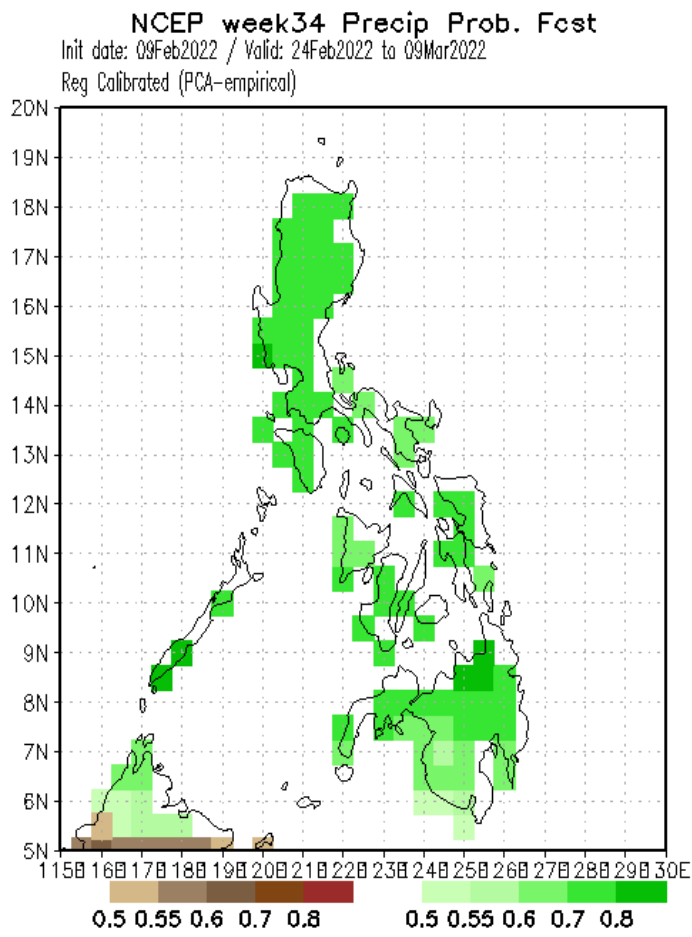 NCEP week34 Precip Prob. Fcst
Init date: 09Feb2022 / Valid: 24Feb2022 to 09Mar2022
Reg Calibrated (PCA-empirical)
20N
19N
18N
17N
16N
15N
14N
13N
12N
11N
10N
9N
8N
7N
6N
5N
115E 116E 117E 118E 119E 120E 121E 122E 123E 124E 125E 126E 127E 128E 129E 130E
0.5 0.55 0.6 0.7 0.8 0.5 0.55 0.6 0.7 0.8